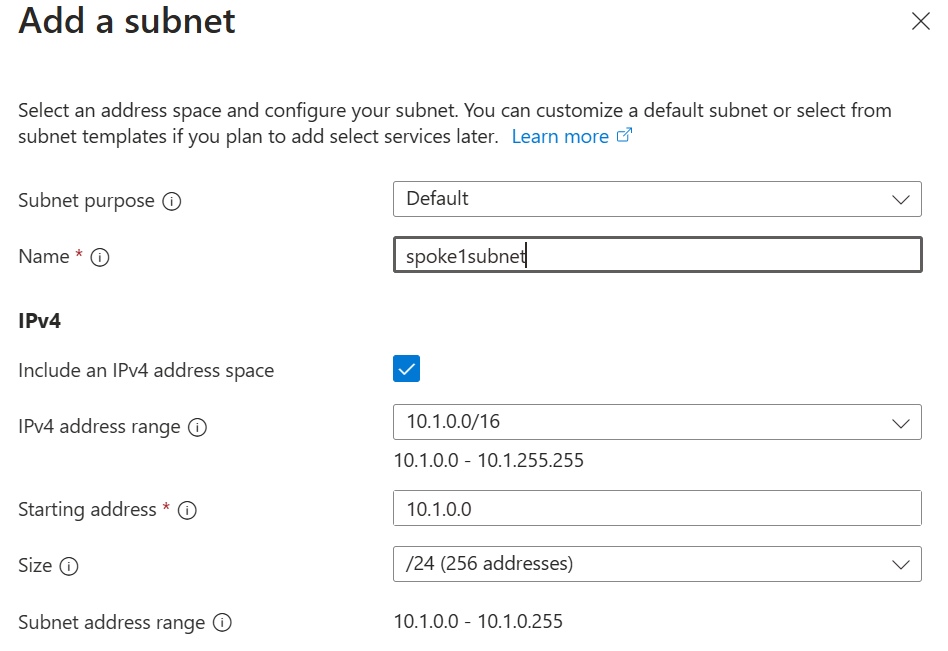 Add a subnet
Select an address space and configure your subnet. You can customize a default subnet or select from
subnet templates if you plan to add select services later. Learn more
Subnet purpose
Default
Name *
spoke1subnet
IPv4
Include an IPv4 address space
IPv4 address range
10.1.0.0/16
10.1.0.0 - 10.1.255.255
Starting address *
10.1.0.0
Size
/24 (256 addresses)
Subnet address range
10.1.0.0 - 10.1.0.255